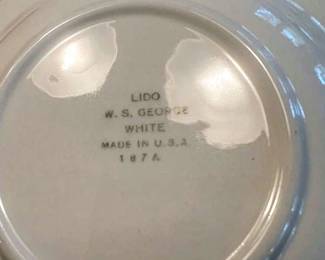 LIDO
W. S. GEORGE
WHITE
MADE IN U.S.A.
187A